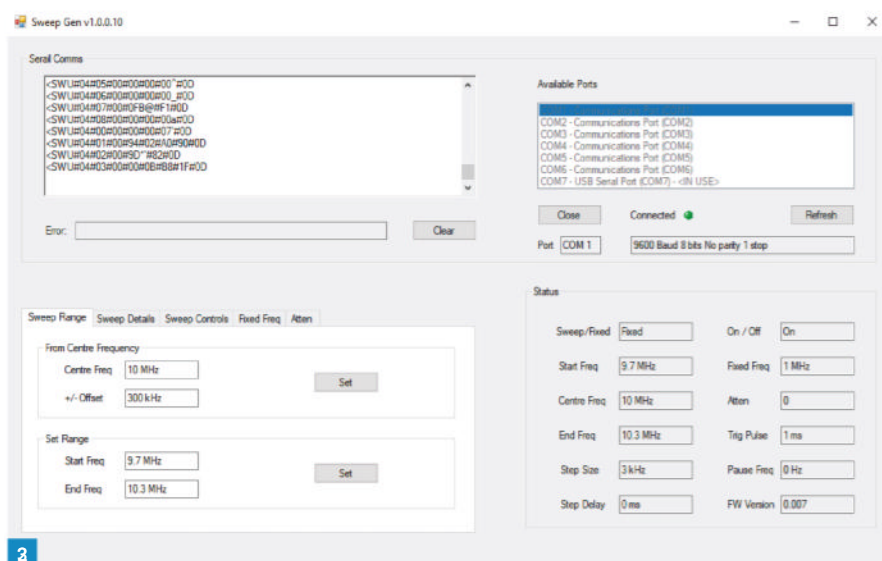 Sweep Gen v1.0.0.10
Serail Comms
<SWU#04#05#00#00#00#00^#0D
<SWU#04#06#00#00#00#00_#0D
<SWU#04#07#00#0FB@#F1#0D
<SWU#04#08#00#00#00#00a#0D
<SWU#04#00#00#00#00#07`#0D
<SWU#04#01#00#94#02#A0#90#0D
<SWU#04#02#00#9D^`#82#0D
<SWU#04#03#00#00#0B#B8#1F#0D
Error:
Clear
Available Ports
COM2 - Communications Port (COM2)
COM3 - Communications Port (COM3)
COM4 - Communications Port (COM4)
COM5 - Communications Port (COM5)
COM6 - Communications Port (COM6)
COM7 - USB Serial Port (COM7) - <IN USE>
Close
Connected
Refresh
Port COM 1
9600 Baud 8 bits No parity 1 stop
Sweep Range Sweep Details Sweep Controls Fixed Freq Atten
From Centre Frequency
Centre Freq 10 MHz
+/- Offset 300 kHz
Set
Set Range
Start Freq 9.7 MHz
End Freq 10.3 MHz
Set
Status
Sweep/Fixed Fixed On / Off On
Start Freq 9.7 MHz Fixed Freq 1 MHz
Centre Freq 10 MHz Atten 0
End Freq 10.3 MHz Trig Pulse 1 ms
Step Size 3 kHz Pause Freq 0 Hz
Step Delay 0 ms FW Version 0.007
3